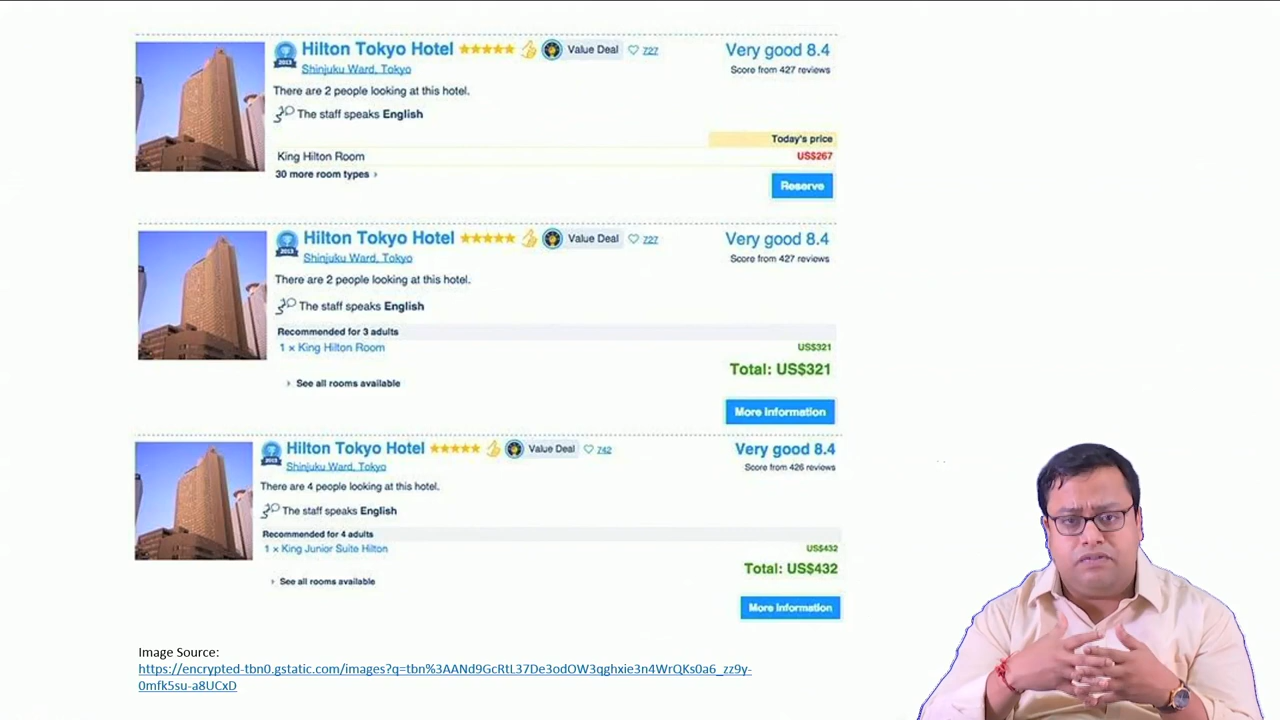 Hilton Tokyo Hotel Value Deal 727 Very good 8.4
Shinjuku Ward, Tokyo Score from 427 reviews
There are 2 people looking at this hotel.
The staff speaks English
Today's price
King Hilton Room US$267
30 more room types ›
Reserve
Hilton Tokyo Hotel Value Deal 727 Very good 8.4
Shinjuku Ward, Tokyo Score from 427 reviews
There are 2 people looking at this hotel.
The staff speaks English
Recommended for 3 adults
1 × King Hilton Room US$321
Total: US$321
› See all rooms available
More information
Hilton Tokyo Hotel Value Deal 742 Very good 8.4
Shinjuku Ward, Tokyo Score from 426 reviews
There are 4 people looking at this hotel.
The staff speaks English
Recommended for 4 adults
1 × King Junior Suite Hilton US$432
Total: US$432
› See all rooms available
More information
Image Source:
https://encrypted-tbn0.gstatic.com/images?q=tbn%3AANd9GcRtL37De3odOW3qghxie3n4WrQKs0a6_zz9y-
0mfk5su-a8UCxD